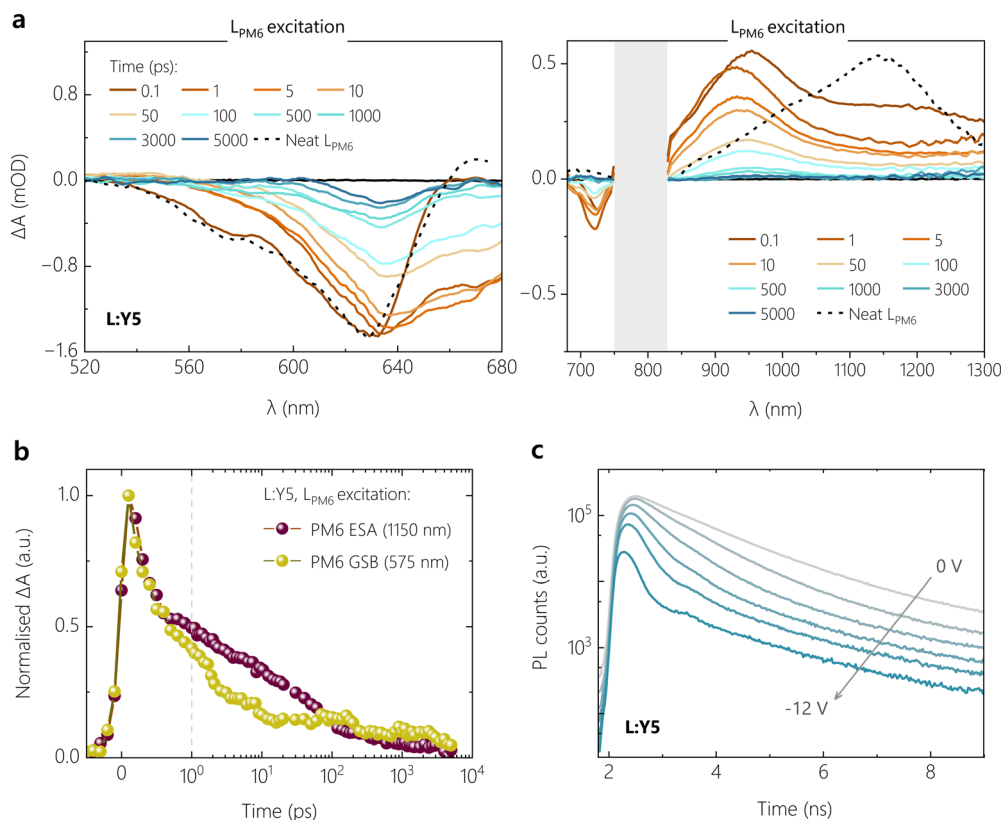 a
L_PM6 excitation
Time (ps):
0.1 1 5 10
50 100 500 1000
3000 5000 Neat L_PM6
0.8
0.0
-0.8
-1.6
ΔA (mOD)
L:Y5
520 560 600 640 680
λ (nm)
L_PM6 excitation
0.5
0.0
-0.5
0.1 1 5
10 50 100
500 1000 3000
5000 Neat L_PM6
700 800 900 1000 1100 1200 1300
λ (nm)
b
1.0
0.5
0.0
Normalised ΔA (a.u.)
L:Y5, L_PM6 excitation:
PM6 ESA (1150 nm)
PM6 GSB (575 nm)
0 10⁰ 10¹ 10² 10³ 10⁴
Time (ps)
c
10⁵
10³
PL counts (a.u.)
0 V
-12 V
L:Y5
2 4 6 8
Time (ns)